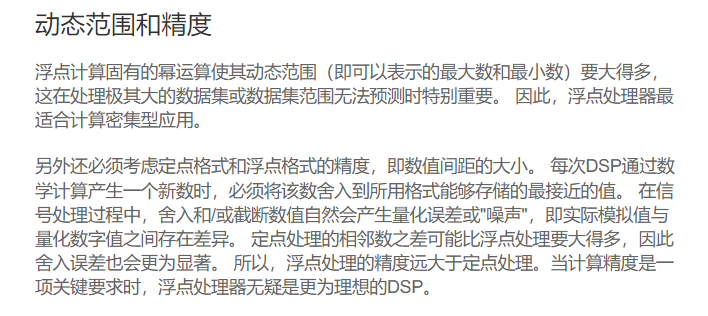 动态范围和精度
浮点计算固有的幂运算使其动态范围（即可以表示的最大数和最小数）要大得多，
这在处理极其大的数据集或数据集范围无法预测时特别重要。 因此，浮点处理器最
适合计算密集型应用。
另外还必须考虑定点格式和浮点格式的精度，即数值间距的大小。 每次DSP通过数
学计算产生一个新数时，必须将该数舍入到所用格式能够存储的最接近的值。 在信
号处理过程中，舍入和/或截断数值自然会产生量化误差或"噪声"，即实际模拟值与
量化数字值之间存在差异。 定点处理的相邻数之差可能比浮点处理要大得多，因此
舍入误差也会更为显著。 所以，浮点处理的精度远大于定点处理。当计算精度是一
项关键要求时，浮点处理器无疑是更为理想的DSP。